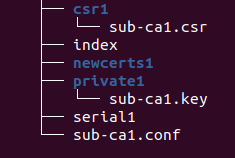 ├── csr1
│   └── sub-ca1.csr
├── index
├── newcerts1
├── private1
│   └── sub-ca1.key
├── serial1
└── sub-ca1.conf